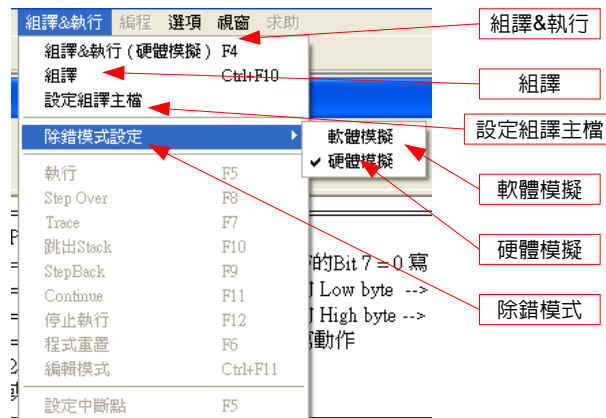 組譯&執行 編程 選項 視窗 求助
組譯&執行(硬體模擬) F4
組譯 Ctrl+F10
設定組譯主檔
除錯模式設定
軟體模擬
硬體模擬
執行 F5
Step Over F8
Trace F7
跳出Stack F10
StepBack F9
Continue F11
停止執行 F12
程式重置 F6
編輯模式 Ctrl+F11
設定中斷點 F5
的Bit 7 = 0 寫
Low byte -->
High byte -->
動作
組譯&執行
組譯
設定組譯主檔
軟體模擬
硬體模擬
除錯模式